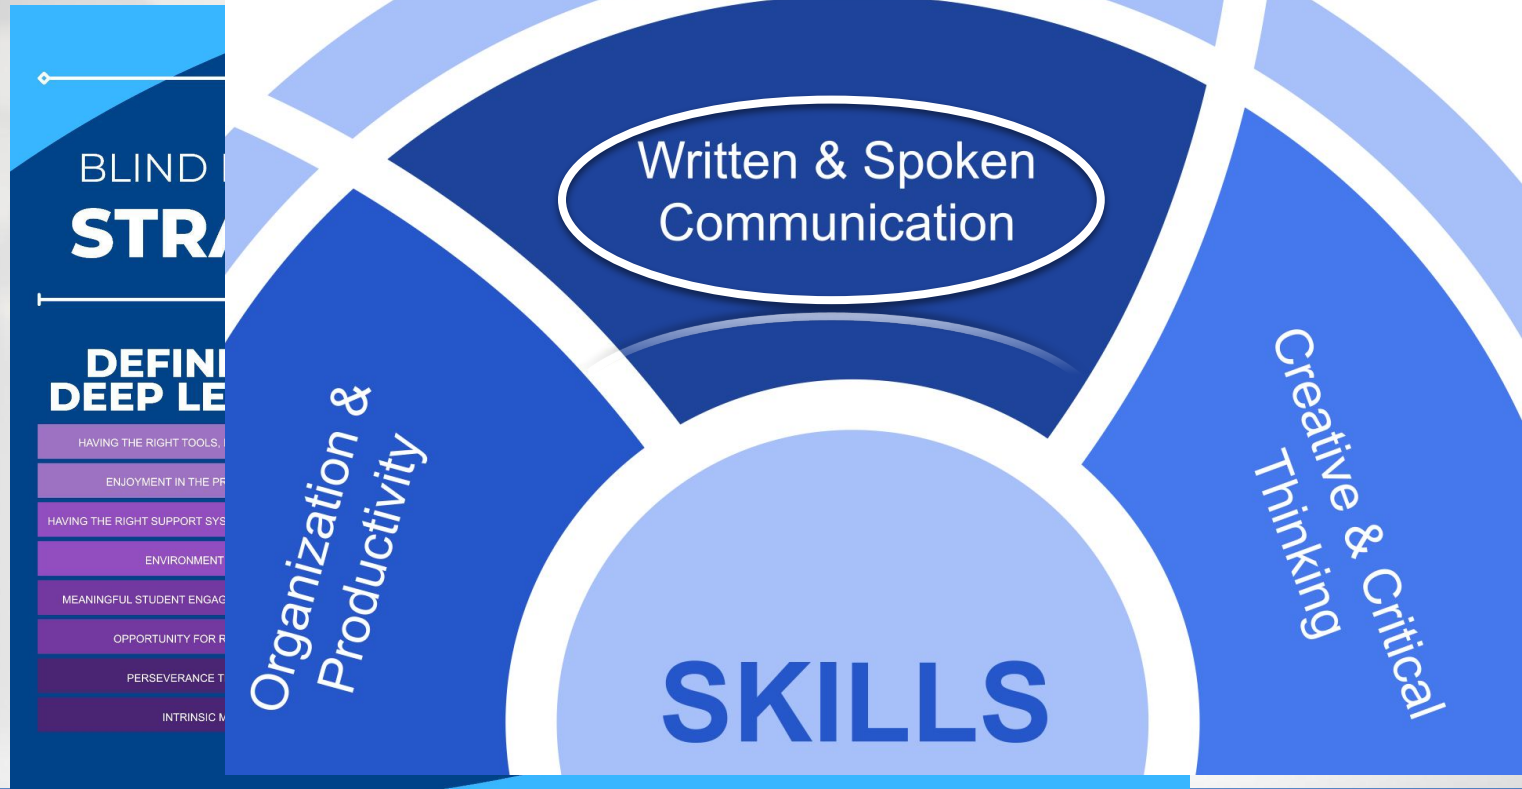 BLIND
STRA
DEFIN
DEEP LE
HAVING THE RIGHT TOOLS,
ENJOYMENT IN THE PR
HAVING THE RIGHT SUPPORT SYS
ENVIRONMENT
MEANINGFUL STUDENT ENGAG
OPPORTUNITY FOR R
PERSEVERANCE T
INTRINSIC M
Written & Spoken
Communication
Organization &
Productivity
Creative & Critical
Thinking
SKILLS